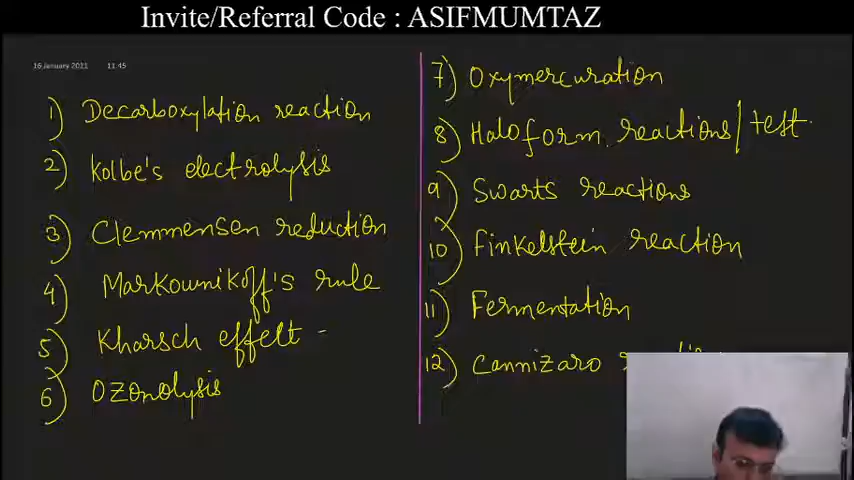 Invite/Referral Code : ASIFMUMTAZ
16 January 2021 11:45
1) Decarboxylation reaction
2) Kolbe's electrolysis
3) Clemmensen reduction
4) Markownikoff's rule
5) Kharsch effelt -
6) Ozonolysis
7) Oxymercuration
8) Haloform reactions/test
9) Swarts reactions
10) Finkelstein reaction
11) Fermentation
12) Cannizaro